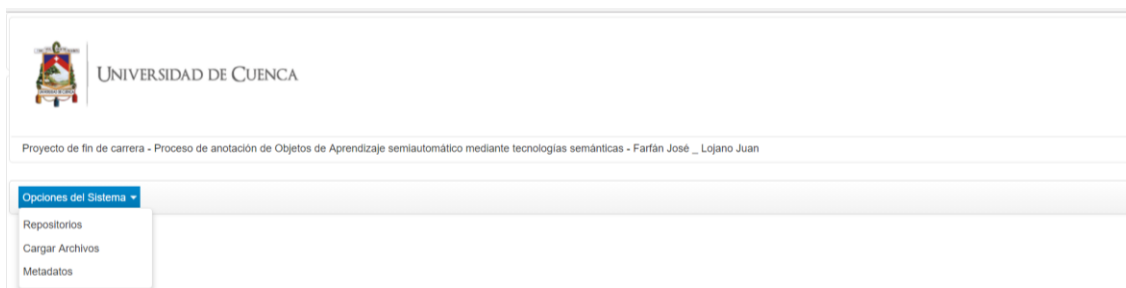 UNIVERSIDAD DE CUENCA
Proyecto de fin de carrera - Proceso de anotación de Objetos de Aprendizaje semiautomático mediante tecnologías semánticas - Farfán José _ Lojano Juan
Opciones del Sistema
Repositorios
Cargar Archivos
Metadatos